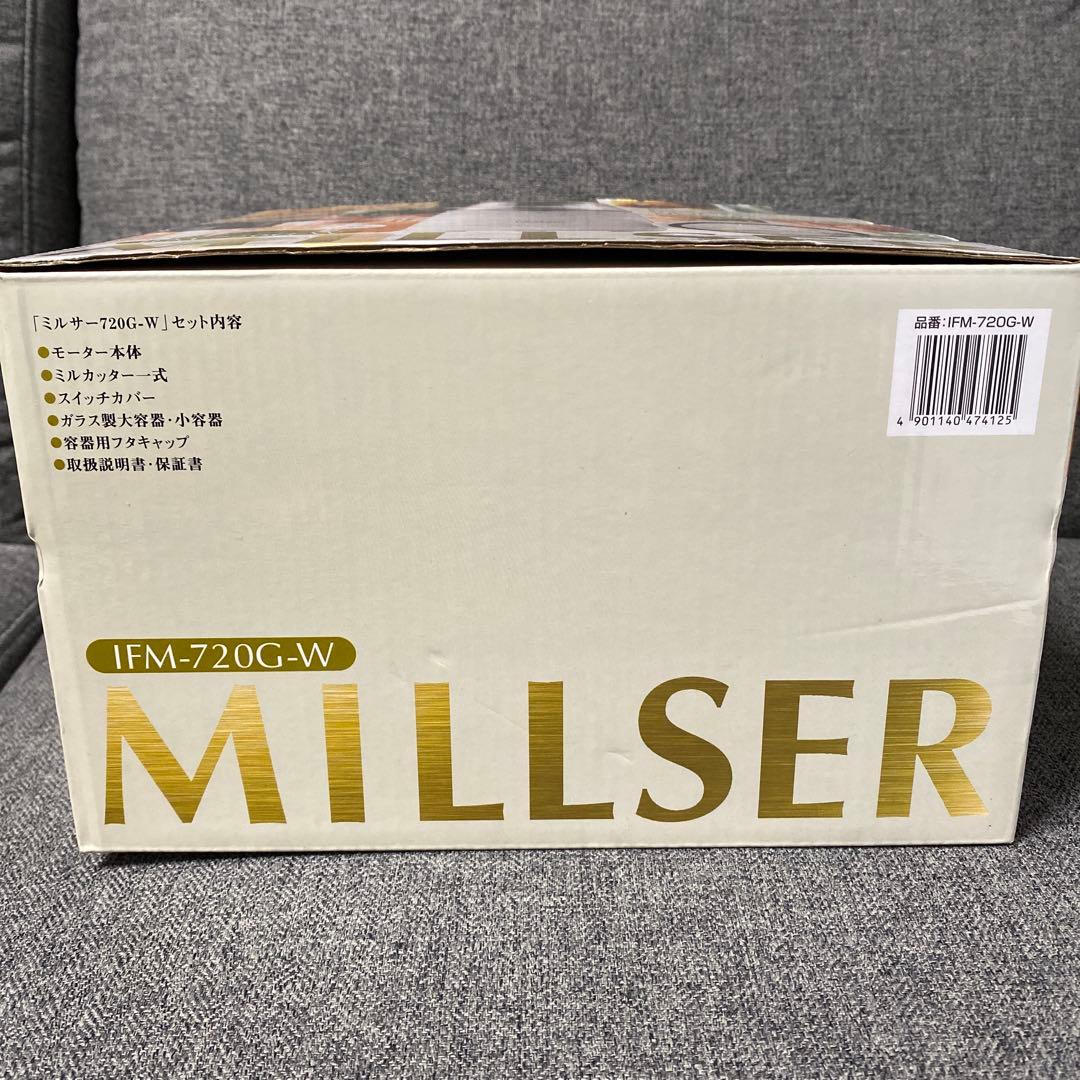 「ミルサー720G-W」セット内容
●モーター本体
●ミルカッター一式
●スイッチカバー
●ガラス製大容器・小容器
●容器用フタキャップ
●取扱説明書・保証書
品番:IFM-720G-W
4 901140 474125
IFM-720G-W
MILLSER